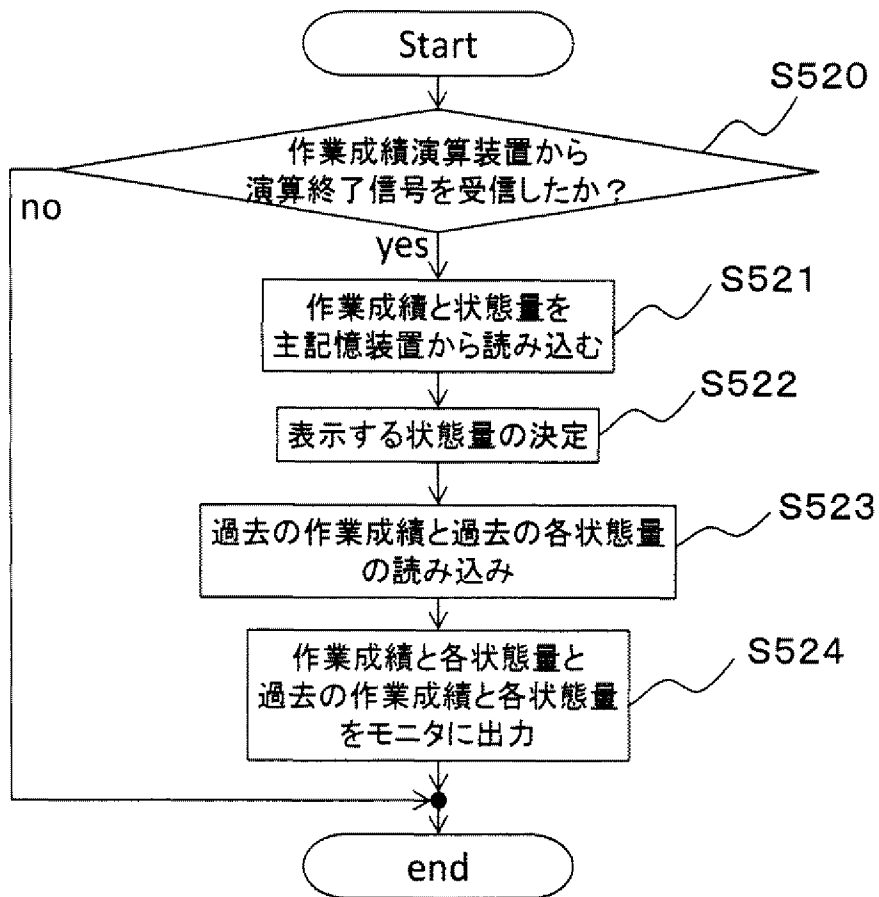 Start
S520
作業成績演算装置から
演算終了信号を受信したか？
no
yes
S521
作業成績と状態量を
主記憶装置から読み込む
S522
表示する状態量の決定
S523
過去の作業成績と過去の各状態量
の読み込み
S524
作業成績と各状態量と
過去の作業成績と各状態量
をモニタに出力
end